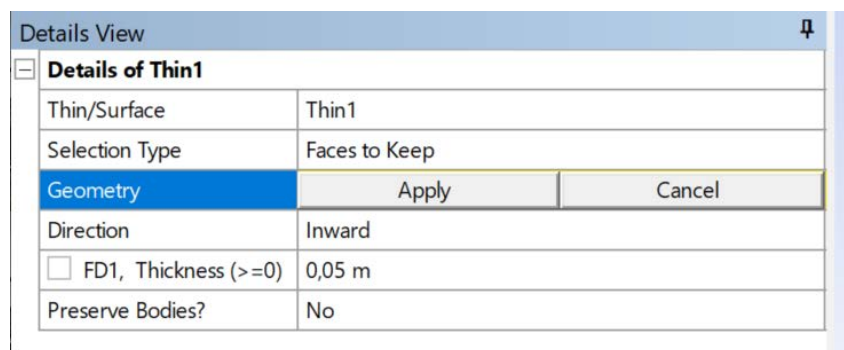 Details View
Details of Thin1
Thin/Surface Thin1
Selection Type Faces to Keep
Geometry Apply Cancel
Direction Inward
FD1, Thickness (>=0) 0,05 m
Preserve Bodies? No